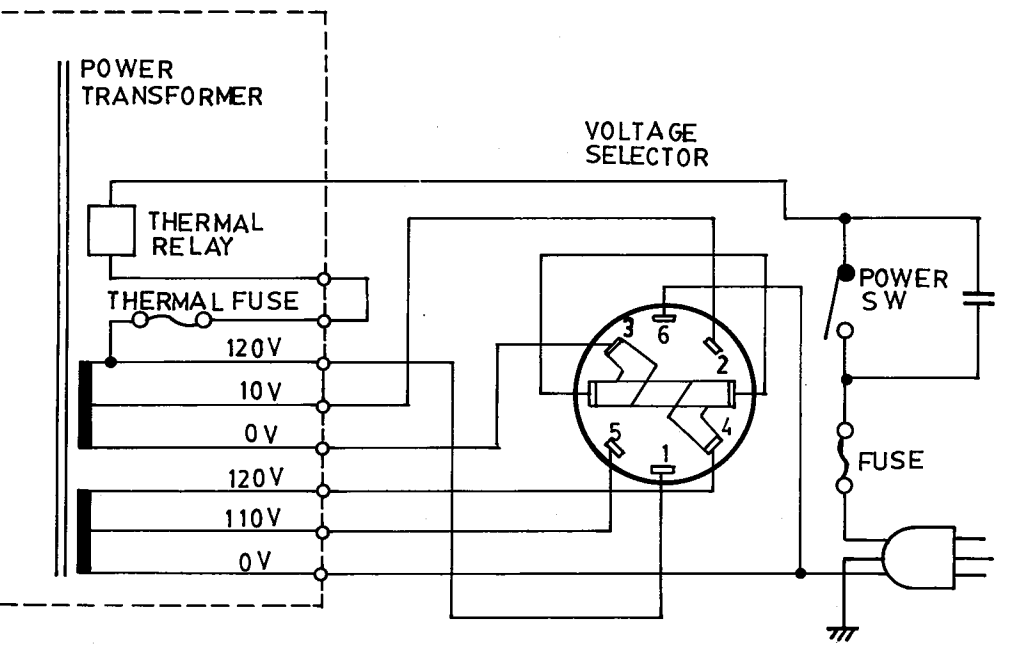 POWER
TRANSFORMER
VOLTAGE
SELECTOR
THERMAL
RELAY
THERMAL FUSE
POWER
SW
120V
10V
0V
120V
110V
0V
3
6
2
5
1
4
FUSE